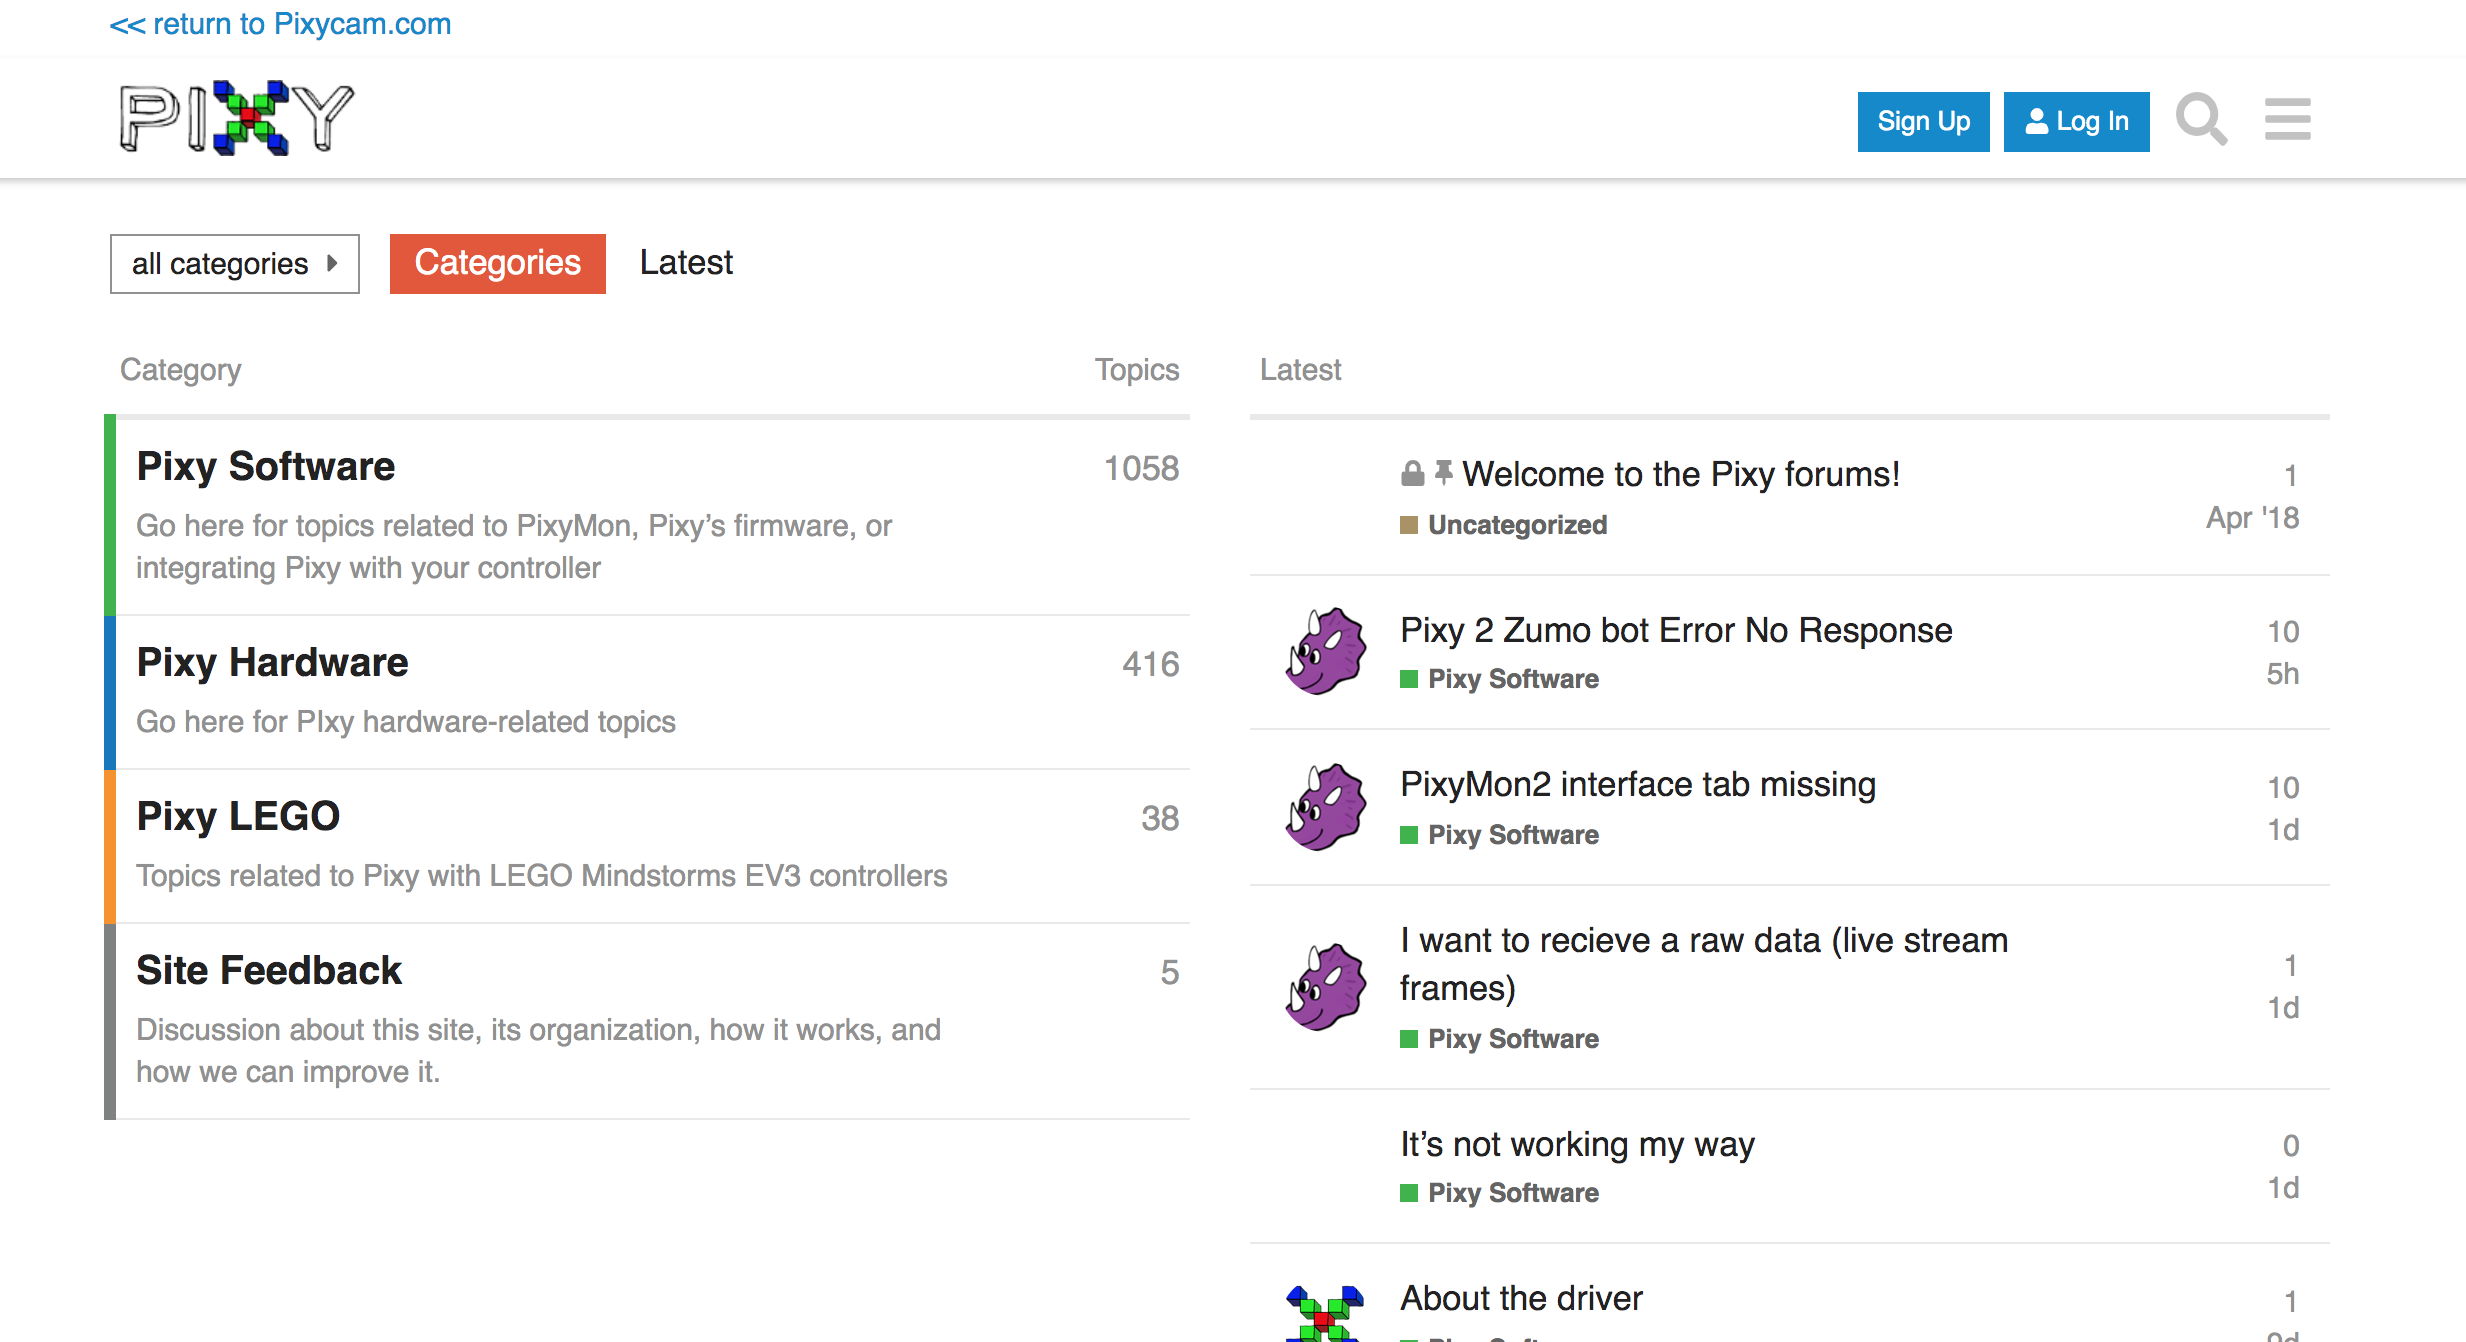 << return to Pixycam.com
PIXY
Sign Up
Log In
all categories
Categories
Latest
Category
Topics
Pixy Software
1058
Go here for topics related to PixyMon, Pixy’s firmware, or
integrating Pixy with your controller
Pixy Hardware
416
Go here for PIxy hardware-related topics
Pixy LEGO
38
Topics related to Pixy with LEGO Mindstorms EV3 controllers
Site Feedback
5
Discussion about this site, its organization, how it works, and
how we can improve it.
Latest
Welcome to the Pixy forums!
1
Uncategorized
Apr '18
Pixy 2 Zumo bot Error No Response
10
Pixy Software
5h
PixyMon2 interface tab missing
10
Pixy Software
1d
I want to recieve a raw data (live stream
frames)
1
1d
Pixy Software
It’s not working my way
0
Pixy Software
1d
About the driver
1